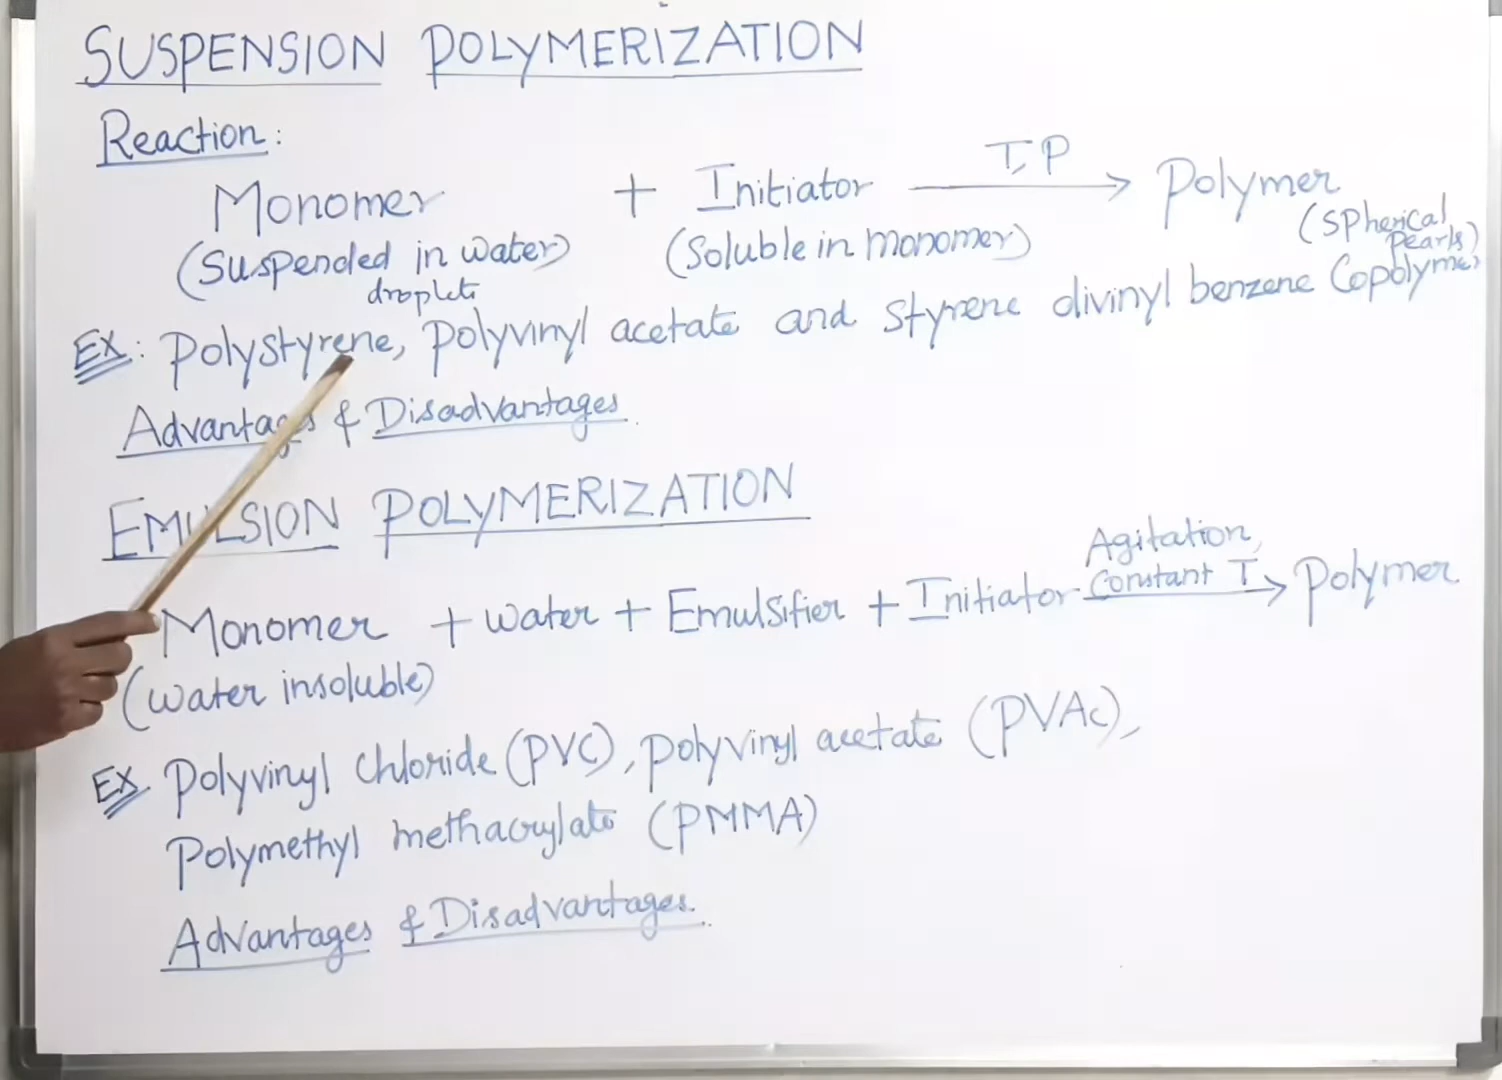 SUSPENSION POLYMERIZATION
Reaction:
Monomer + Initiator T,P → Polymer
(Suspended in water) (Soluble in monomer) (Spherical pearls)
droplets
Ex: Polystyrene, Polyvinyl acetate and Styrene divinyl benzene Copolymer
Advantages & Disadvantages.
EMULSION POLYMERIZATION
Monomer + water + Emulsifier + Initiator Agitation, Constant T → Polymer
(water insoluble)
Ex. Polyvinyl chloride (PVC), Polyvinyl acetate (PVAc),
Polymethyl methacrylate (PMMA)
Advantages & Disadvantages.